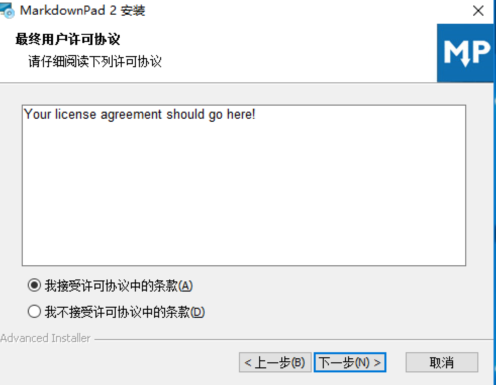 MarkdownPad 2 安装
最终用户许可协议
请仔细阅读下列许可协议
MP
Your license agreement should go here!
我接受许可协议中的条款(A)
我不接受许可协议中的条款(D)
Advanced Installer
< 上一步(B)
下一步(N) >
取消